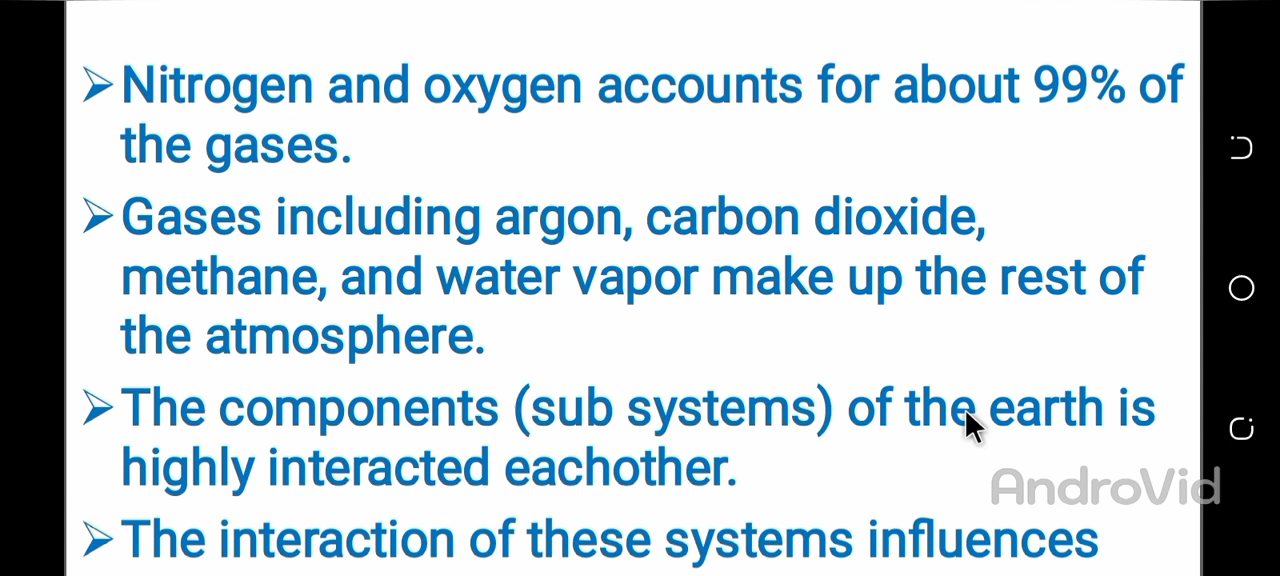 ➢Nitrogen and oxygen accounts for about 99% of
the gases.
➢Gases including argon, carbon dioxide,
methane, and water vapor make up the rest of
the atmosphere.
➢The components (sub systems) of the earth is
highly interacted eachother.
AndroVid
➢The interaction of these systems influences